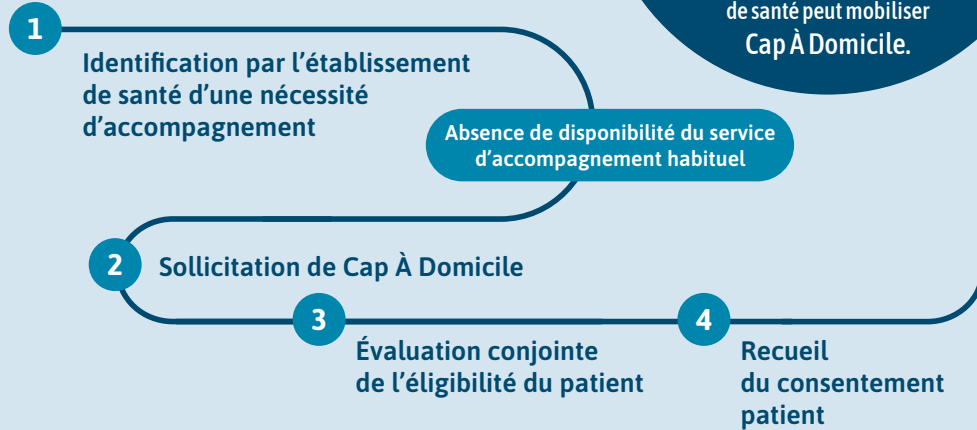 de santé peut mobiliser
Cap À Domicile.
1
Identification par l’établissement
de santé d’une nécessité
d’accompagnement
Absence de disponibilité du service
d’accompagnement habituel
2
Sollicitation de Cap À Domicile
3
Évaluation conjointe
de l’éligibilité du patient
4
Recueil
du consentement
patient